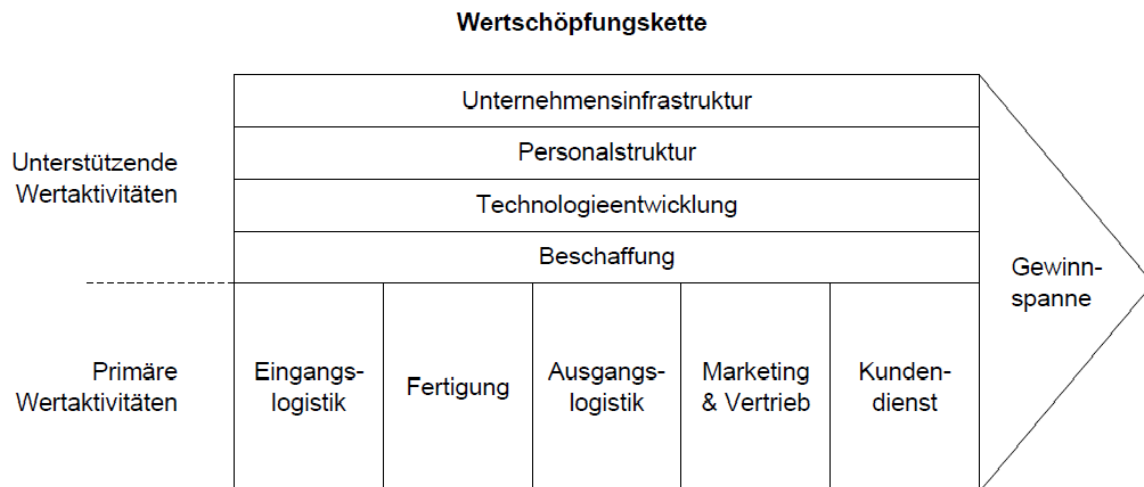 Wertschöpfungskette
Unternehmensinfrastruktur
Personalstruktur
Technologieentwicklung
Beschaffung
Unterstützende
Wertaktivitäten
Gewinn-
spanne
Primäre
Wertaktivitäten
Eingangs-
logistik
Fertigung
Ausgangs-
logistik
Marketing
& Vertrieb
Kunden-
dienst